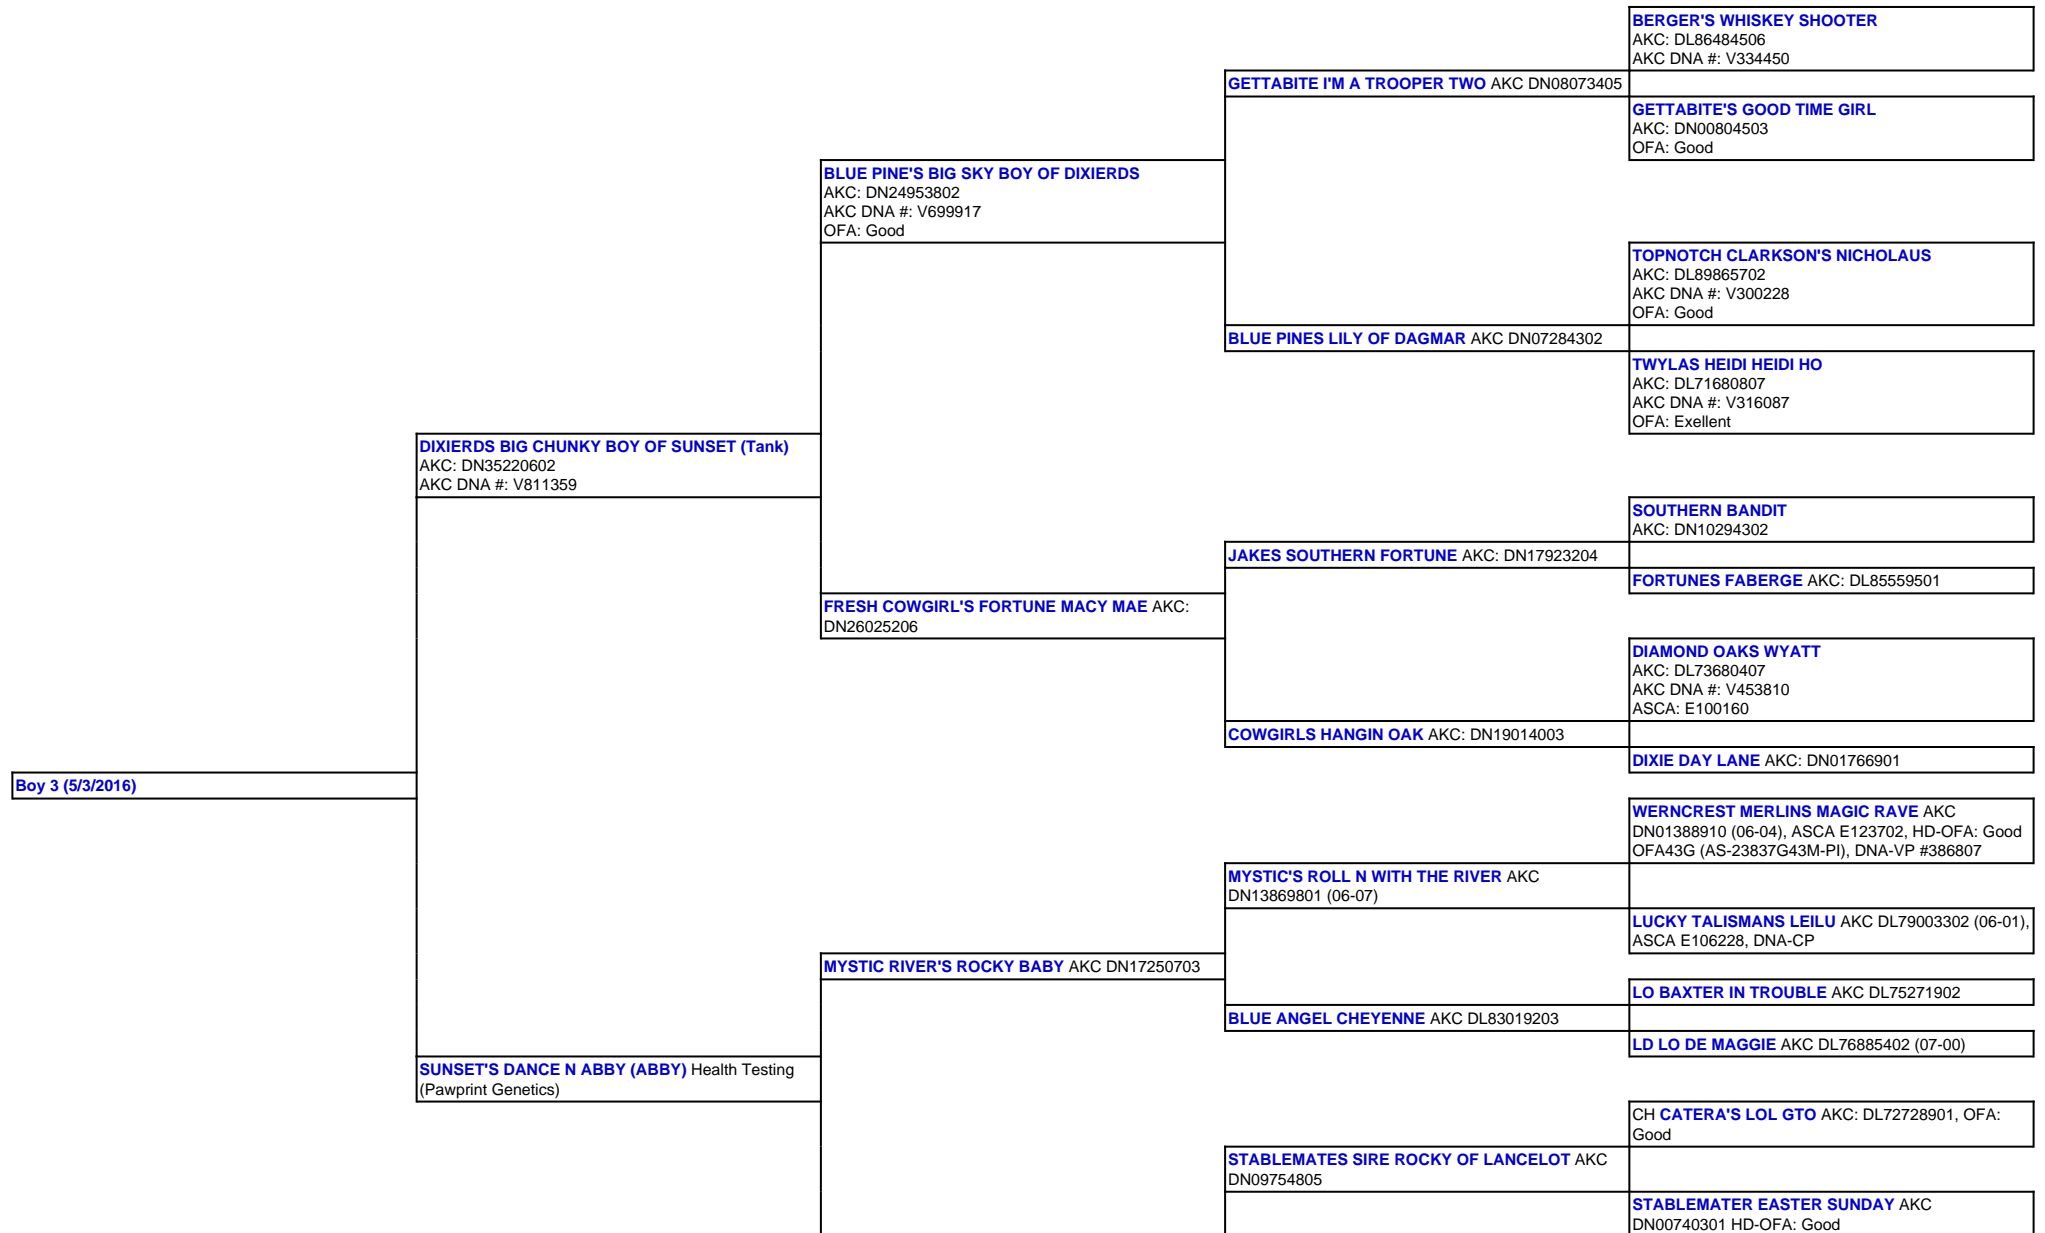 BERGER'S WHISKEY SHOOTER
AKC: DL86484506
AKC DNA #: V334450
GETTABITE I'M A TROOPER TWO AKC DN08073405
GETTABITE'S GOOD TIME GIRL
AKC: DN00804503
OFA: Good
BLUE PINE'S BIG SKY BOY OF DIXIERDS
AKC: DN24953802
AKC DNA #: V699917
OFA: Good
TOPNOTCH CLARKSON'S NICHOLAUS
AKC: DL89865702
AKC DNA #: V300228
OFA: Good
BLUE PINES LILY OF DAGMAR AKC DN07284302
TWYLAS HEIDI HEIDI HO
AKC: DL71680807
AKC DNA #: V316087
OFA: Exellent
DIXIERDS BIG CHUNKY BOY OF SUNSET (Tank)
AKC: DN35220602
AKC DNA #: V811359
SOUTHERN BANDIT
AKC: DN10294302
JAKES SOUTHERN FORTUNE AKC: DN17923204
FORTUNES FABERGE AKC: DL85559501
FRESH COWGIRL'S FORTUNE MACY MAE AKC:
DN26025206
DIAMOND OAKS WYATT
AKC: DL73680407
AKC DNA #: V453810
ASCA: E100160
COWGIRLS HANGIN OAK AKC: DN19014003
DIXIE DAY LANE AKC: DN01766901
Boy 3 (5/3/2016)
WERNCREST MERLINS MAGIC RAVE AKC
DN01388910 (06-04), ASCA E123702, HD-OFA: Good
OFA43G (AS-23837G43M-PI), DNA-VP #386807
MYSTIC'S ROLL N WITH THE RIVER AKC
DN13869801 (06-07)
LUCKY TALISMANS LEILU AKC DL79003302 (06-01),
ASCA E106228, DNA-CP
MYSTIC RIVER'S ROCKY BABY AKC DN17250703
LO BAXTER IN TROUBLE AKC DL75271902
BLUE ANGEL CHEYENNE AKC DL83019203
LD LO DE MAGGIE AKC DL76885402 (07-00)
SUNSET'S DANCE N ABBY (ABBY) Health Testing
(Pawprint Genetics)
CH CATERA'S LOL GTO AKC: DL72728901, OFA:
Good
STABLEMATES SIRE ROCKY OF LANCELOT AKC
DN09754805
STABLEMATER EASTER SUNDAY AKC
DN00740301 HD-OFA: Good